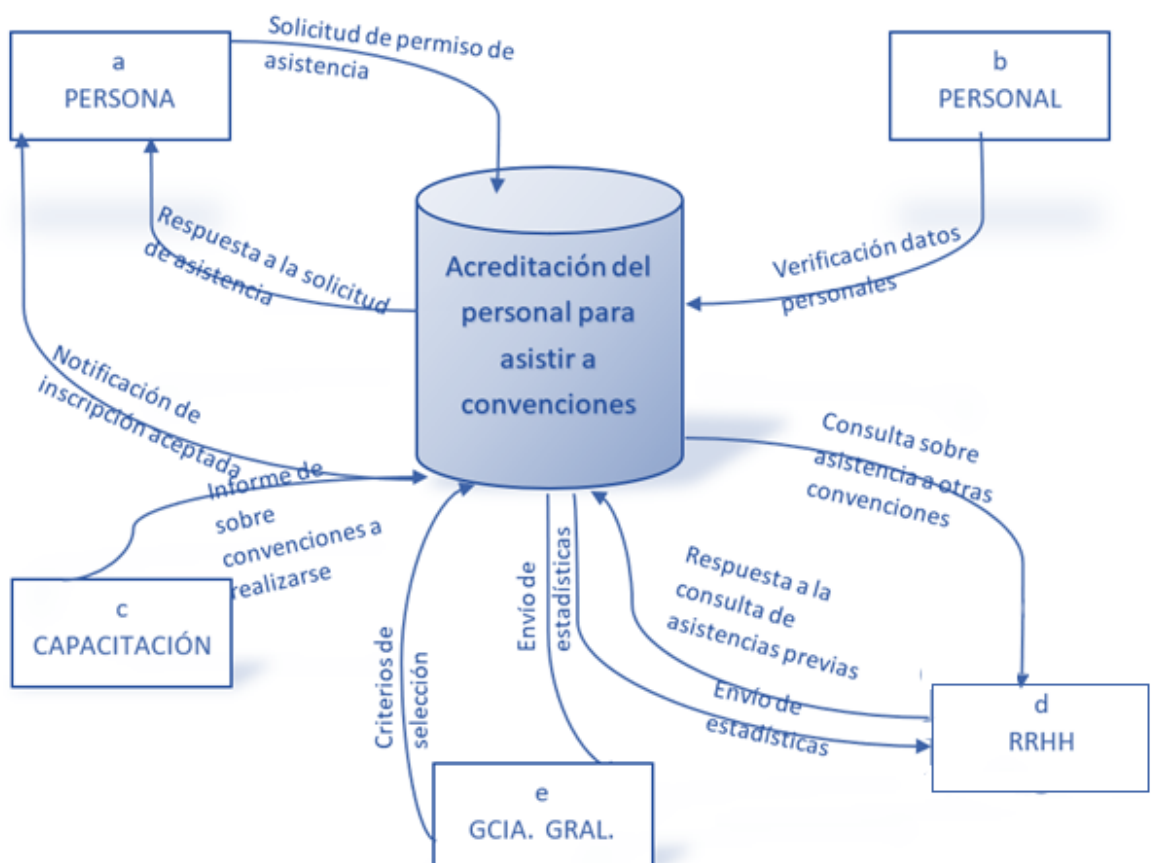 Solicitud de permiso de
asistencia
a
PERSONA
b
PERSONAL
Respuesta a la solicitud
de asistencia
Acreditación del
personal para
asistir a
convenciones
Verificación datos
personales
Notificación de
inscripción aceptada
Informe de
sobre
convenciones a
realizarse
Consulta sobre
asistencia a otras
convenciones
c
CAPACITACIÓN
Criterios de
selección
Envío de
estadísticas
Respuesta a la
consulta de
asistencias previas
Envío de
estadísticas
d
RRHH
e
GCIA. GRAL.